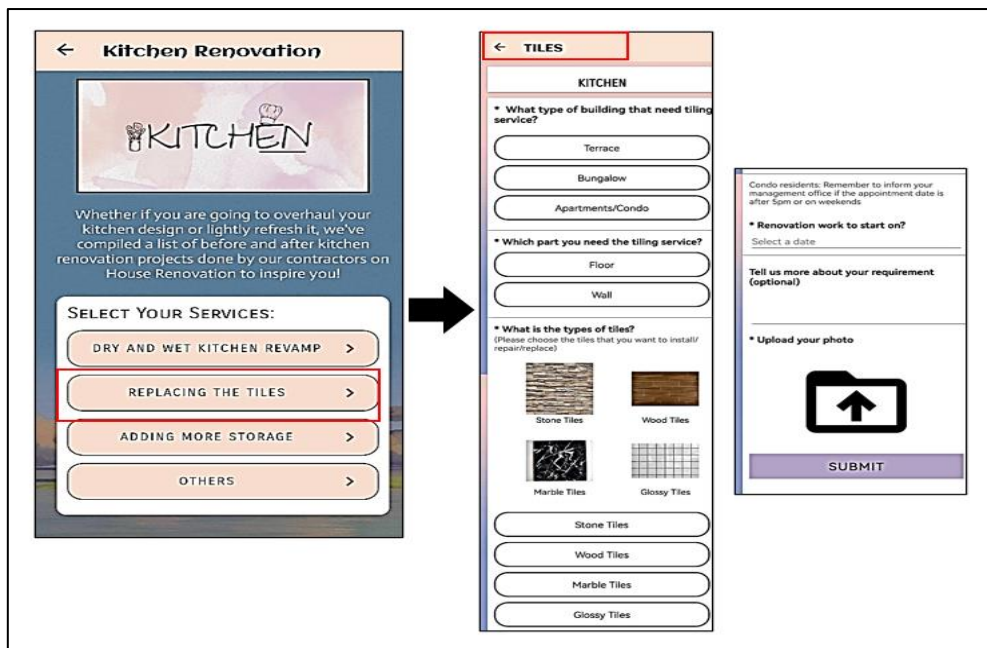 ← Kitchen Renovation
KITCHEN
Whether if you are going to overhaul your
kitchen design or lightly refresh it, we've
compiled a list of before and after kitchen
renovation projects done by our contractors on
House Renovation to inspire you!
SELECT YOUR SERVICES:
DRY AND WET KITCHEN REVAMP >
REPLACING THE TILES >
ADDING MORE STORAGE >
OTHERS >
← TILES
KITCHEN
* What type of building that need tiling
service?
Terrace
Bungalow
Apartments/Condo
* Which part you need the tiling service?
Floor
Wall
* What is the types of tiles?
(Please choose the tiles that you want to install/
repair/replace)
Stone Tiles
Wood Tiles
Marble Tiles
Glossy Tiles
Stone Tiles
Wood Tiles
Marble Tiles
Glossy Tiles
Condo residents: Remember to inform your
management office if the appointment date is
after 5pm or on weekends
* Renovation work to start on?
Select a date
Tell us more about your requirement
(optional)
* Upload your photo
SUBMIT